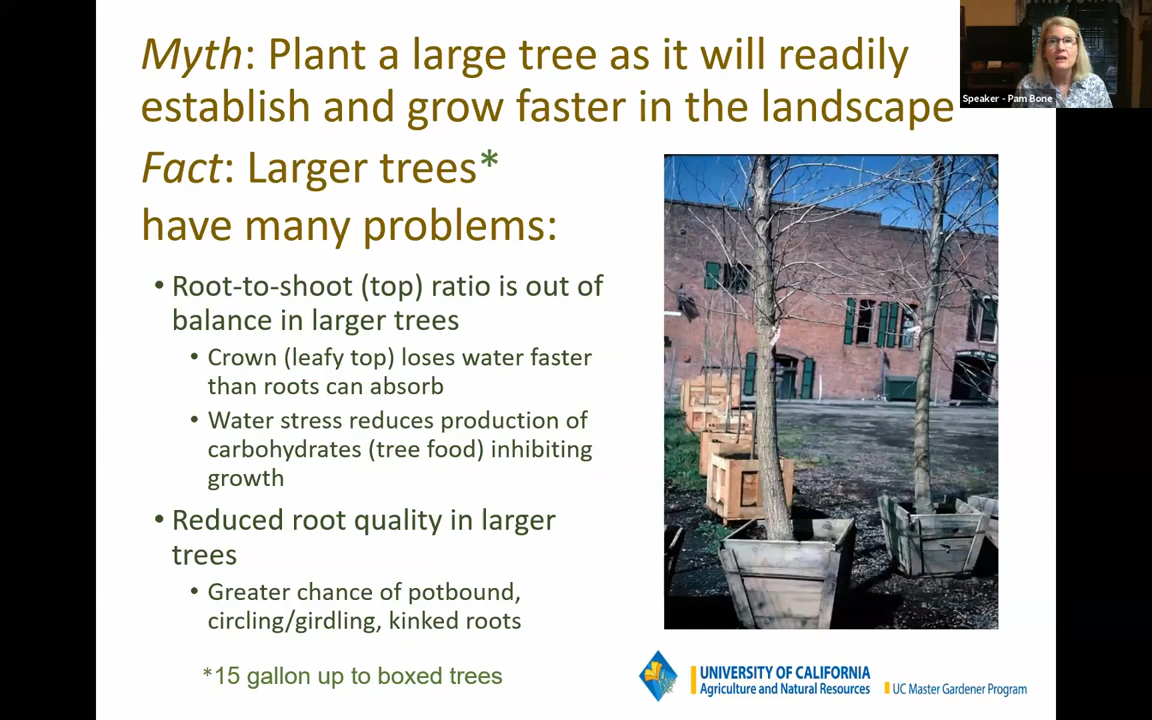 Myth: Plant a large tree as it will readily
establish and grow faster in the landscape
Speaker - Pam Bone
Fact: Larger trees*
have many problems:
• Root-to-shoot (top) ratio is out of
balance in larger trees
• Crown (leafy top) loses water faster
than roots can absorb
• Water stress reduces production of
carbohydrates (tree food) inhibiting
growth
• Reduced root quality in larger
trees
• Greater chance of potbound,
circling/girdling, kinked roots
*15 gallon up to boxed trees
UNIVERSITY OF CALIFORNIA
Agriculture and Natural Resources
UC Master Gardener Program